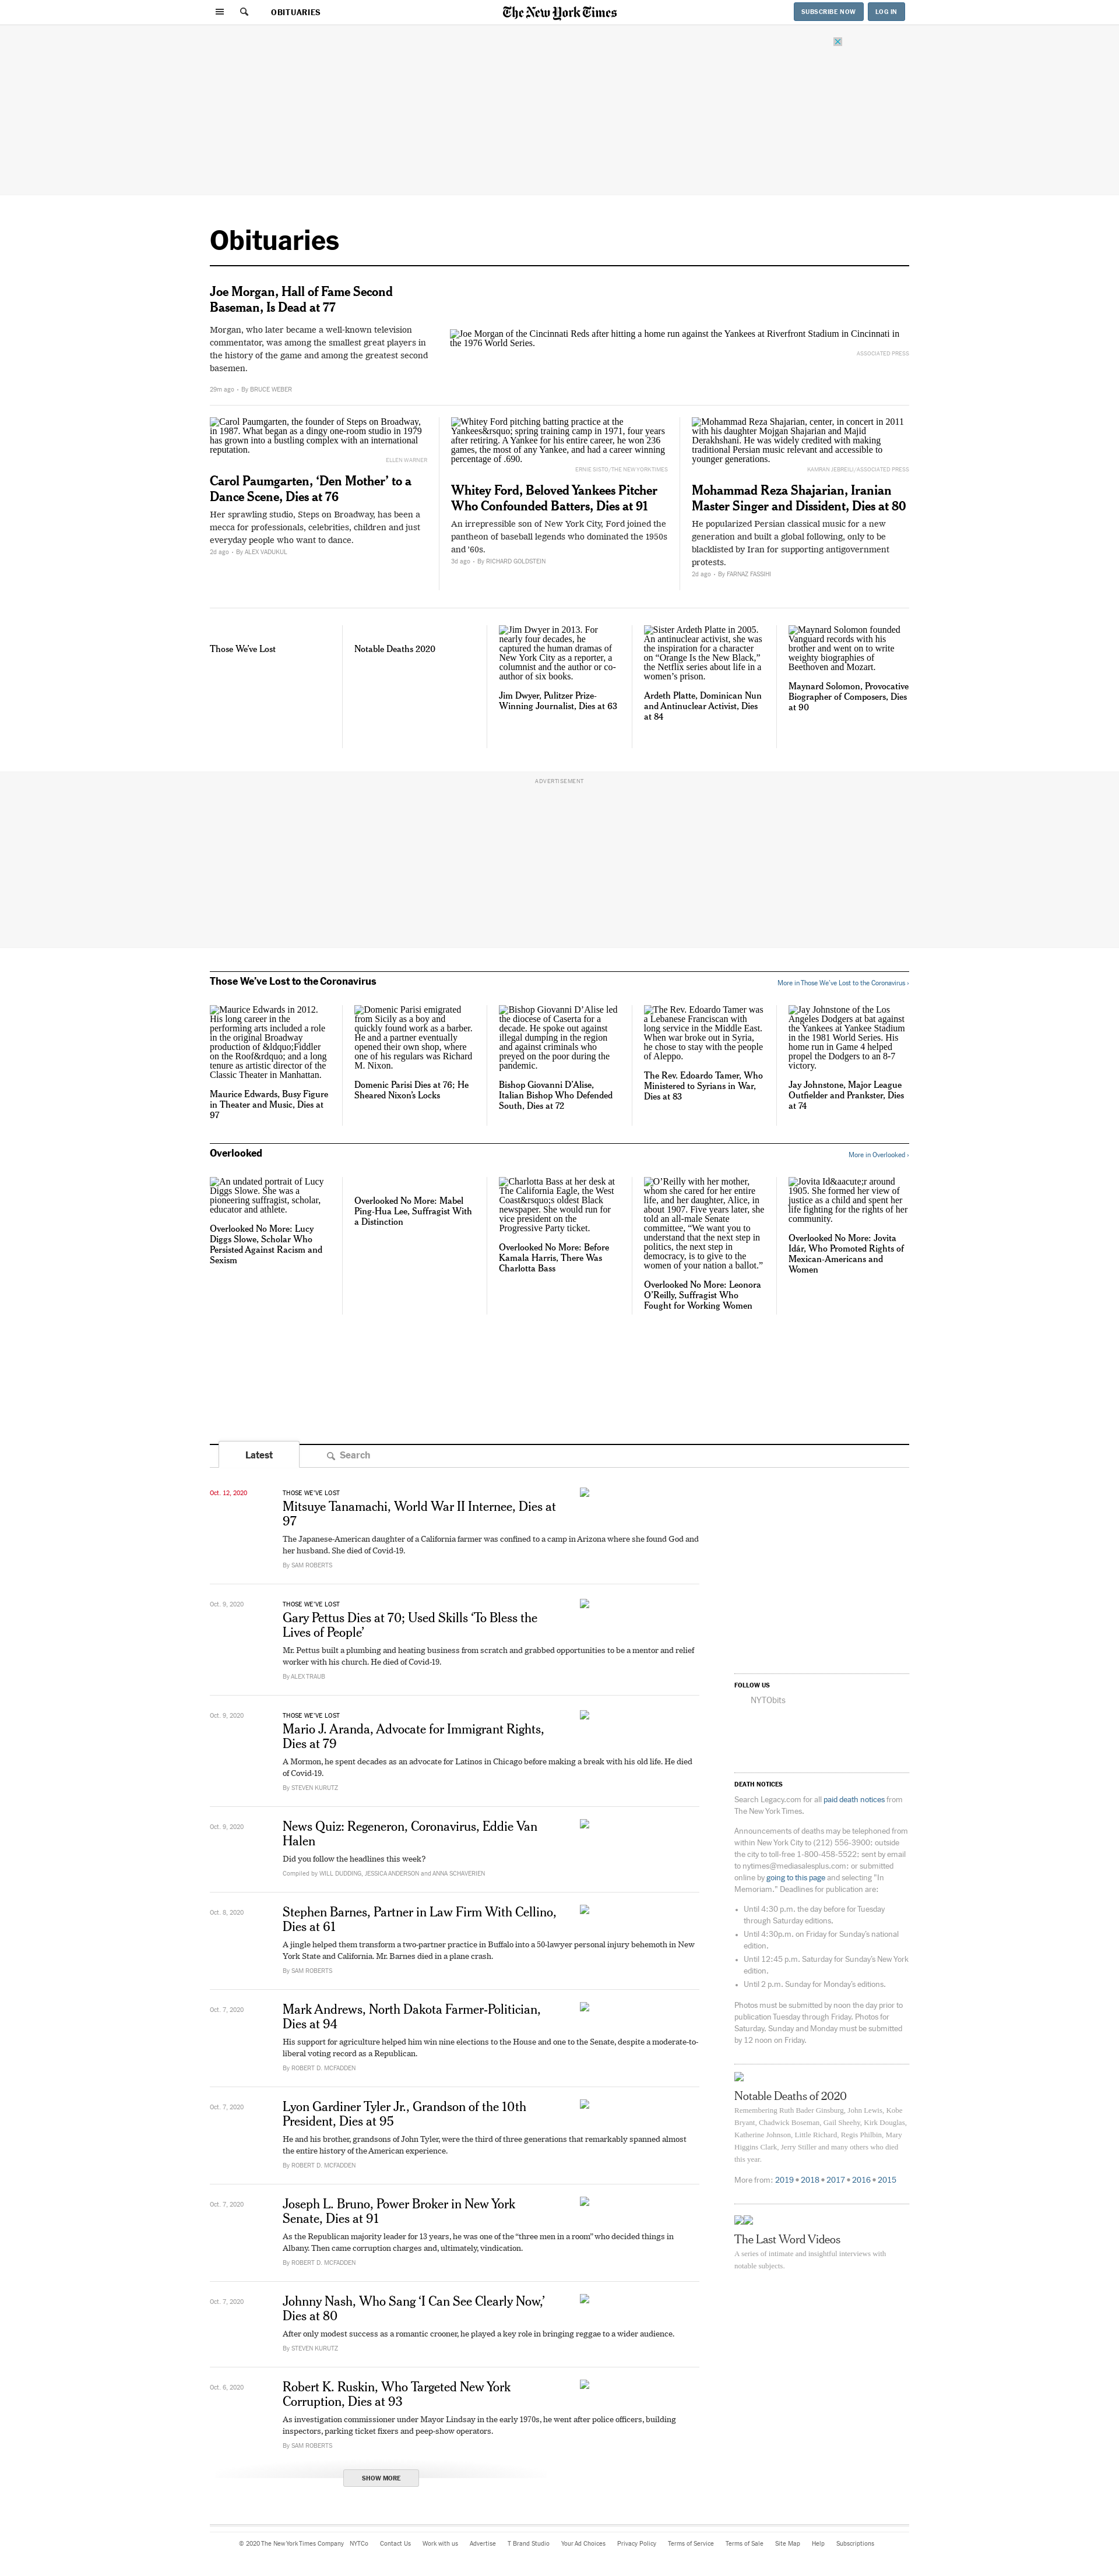 OBITUARIES
The New York Times
SUBSCRIBE NOW
LOG IN
Obituaries
Joe Morgan, Hall of Fame Second
Baseman, Is Dead at 77
Morgan, who later became a well-known television
commentator, was among the smallest great players in
the history of the game and among the greatest second
basemen.
29m ago • By BRUCE WEBER
Joe Morgan of the Cincinnati Reds after hitting a home run against the Yankees at Riverfront Stadium in Cincinnati in
the 1976 World Series.
ASSOCIATED PRESS
Carol Paumgarten, the founder of Steps on Broadway,
in 1987. What began as a dingy one-room studio in 1979
has grown into a bustling complex with an international
reputation.
ELLEN WARNER
Carol Paumgarten, ‘Den Mother’ to a
Dance Scene, Dies at 76
Her sprawling studio, Steps on Broadway, has been a
mecca for professionals, celebrities, children and just
everyday people who want to dance.
2d ago • By ALEX VADUKUL
Whitey Ford pitching batting practice at the
Yankees&rsquo; spring training camp in 1971, four years
after retiring. A Yankee for his entire career, he won 236
games, the most of any Yankee, and had a career winning
percentage of .690.
ERNIE SISTO/THE NEW YORK TIMES
Whitey Ford, Beloved Yankees Pitcher
Who Confounded Batters, Dies at 91
An irrepressible son of New York City, Ford joined the
pantheon of baseball legends who dominated the 1950s
and ’60s.
3d ago • By RICHARD GOLDSTEIN
Mohammad Reza Shajarian, center, in concert in 2011
with his daughter Mojgan Shajarian and Majid
Derakhshani. He was widely credited with making
traditional Persian music relevant and accessible to
younger generations.
KAMRAN JEBREILI/ASSOCIATED PRESS
Mohammad Reza Shajarian, Iranian
Master Singer and Dissident, Dies at 80
He popularized Persian classical music for a new
generation and built a global following, only to be
blacklisted by Iran for supporting antigovernment
protests.
2d ago • By FARNAZ FASSIHI
Those We’ve Lost
Notable Deaths 2020
Jim Dwyer in 2013. For
nearly four decades, he
captured the human dramas of
New York City as a reporter, a
columnist and the author or co-
author of six books.
Jim Dwyer, Pulitzer Prize-
Winning Journalist, Dies at 63
Sister Ardeth Platte in 2005.
An antinuclear activist, she was
the inspiration for a character
on “Orange Is the New Black,”
the Netflix series about life in a
women’s prison.
Ardeth Platte, Dominican Nun
and Antinuclear Activist, Dies
at 84
Maynard Solomon founded
Vanguard records with his
brother and went on to write
weighty biographies of
Beethoven and Mozart.
Maynard Solomon, Provocative
Biographer of Composers, Dies
at 90
ADVERTISEMENT
Those We’ve Lost to the Coronavirus
More in Those We’ve Lost to the Coronavirus ›
Maurice Edwards in 2012.
His long career in the
performing arts included a role
in the original Broadway
production of &ldquo;Fiddler
on the Roof&rdquo; and a long
tenure as artistic director of the
Classic Theater in Manhattan.
Maurice Edwards, Busy Figure
in Theater and Music, Dies at
97
Domenic Parisi emigrated
from Sicily as a boy and
quickly found work as a barber.
He and a partner eventually
opened their own shop, where
one of his regulars was Richard
M. Nixon.
Domenic Parisi Dies at 76; He
Sheared Nixon’s Locks
Bishop Giovanni D’Alise led
the diocese of Caserta for a
decade. He spoke out against
illegal dumping in the region
and against criminals who
preyed on the poor during the
pandemic.
Bishop Giovanni D’Alise,
Italian Bishop Who Defended
South, Dies at 72
The Rev. Edoardo Tamer was
a Lebanese Franciscan with
long service in the Middle East.
When war broke out in Syria,
he chose to stay with the people
of Aleppo.
The Rev. Edoardo Tamer, Who
Ministered to Syrians in War,
Dies at 83
Jay Johnstone of the Los
Angeles Dodgers at bat against
the Yankees at Yankee Stadium
in the 1981 World Series. His
home run in Game 4 helped
propel the Dodgers to an 8-7
victory.
Jay Johnstone, Major League
Outfielder and Prankster, Dies
at 74
Overlooked
More in Overlooked ›
An undated portrait of Lucy
Diggs Slowe. She was a
pioneering suffragist, scholar,
educator and athlete.
Overlooked No More: Lucy
Diggs Slowe, Scholar Who
Persisted Against Racism and
Sexism
Overlooked No More: Mabel
Ping-Hua Lee, Suffragist With
a Distinction
Charlotta Bass at her desk at
The California Eagle, the West
Coast&rsquo;s oldest Black
newspaper. She would run for
vice president on the
Progressive Party ticket.
Overlooked No More: Before
Kamala Harris, There Was
Charlotta Bass
O’Reilly with her mother,
whom she cared for her entire
life, and her daughter, Alice, in
about 1907. Five years later, she
told an all-male Senate
committee, “We want you to
understand that the next step in
politics, the next step in
democracy, is to give to the
women of your nation a ballot.”
Overlooked No More: Leonora
O’Reilly, Suffragist Who
Fought for Working Women
Jovita Id&aacute;r around
1905. She formed her view of
justice as a child and spent her
life fighting for the rights of her
community.
Overlooked No More: Jovita
Idár, Who Promoted Rights of
Mexican-Americans and
Women
Latest
Search
Oct. 12, 2020
THOSE WE’VE LOST
Mitsuye Tanamachi, World War II Internee, Dies at
97
The Japanese-American daughter of a California farmer was confined to a camp in Arizona where she found God and
her husband. She died of Covid-19.
By SAM ROBERTS
Oct. 9, 2020
THOSE WE’VE LOST
Gary Pettus Dies at 70; Used Skills ‘To Bless the
Lives of People’
Mr. Pettus built a plumbing and heating business from scratch and grabbed opportunities to be a mentor and relief
worker with his church. He died of Covid-19.
By ALEX TRAUB
Oct. 9, 2020
THOSE WE’VE LOST
Mario J. Aranda, Advocate for Immigrant Rights,
Dies at 79
A Mormon, he spent decades as an advocate for Latinos in Chicago before making a break with his old life. He died
of Covid-19.
By STEVEN KURUTZ
Oct. 9, 2020
News Quiz: Regeneron, Coronavirus, Eddie Van
Halen
Did you follow the headlines this week?
Compiled by WILL DUDDING, JESSICA ANDERSON and ANNA SCHAVERIEN
Oct. 8, 2020
Stephen Barnes, Partner in Law Firm With Cellino,
Dies at 61
A jingle helped them transform a two-partner practice in Buffalo into a 50-lawyer personal injury behemoth in New
York State and California. Mr. Barnes died in a plane crash.
By SAM ROBERTS
Oct. 7, 2020
Mark Andrews, North Dakota Farmer-Politician,
Dies at 94
His support for agriculture helped him win nine elections to the House and one to the Senate, despite a moderate-to-
liberal voting record as a Republican.
By ROBERT D. MCFADDEN
Oct. 7, 2020
Lyon Gardiner Tyler Jr., Grandson of the 10th
President, Dies at 95
He and his brother, grandsons of John Tyler, were the third of three generations that remarkably spanned almost
the entire history of the American experience.
By ROBERT D. MCFADDEN
Oct. 7, 2020
Joseph L. Bruno, Power Broker in New York
Senate, Dies at 91
As the Republican majority leader for 13 years, he was one of the “three men in a room” who decided things in
Albany. Then came corruption charges and, ultimately, vindication.
By ROBERT D. MCFADDEN
Oct. 7, 2020
Johnny Nash, Who Sang ‘I Can See Clearly Now,’
Dies at 80
After only modest success as a romantic crooner, he played a key role in bringing reggae to a wider audience.
By STEVEN KURUTZ
Oct. 6, 2020
Robert K. Ruskin, Who Targeted New York
Corruption, Dies at 93
As investigation commissioner under Mayor Lindsay in the early 1970s, he went after police officers, building
inspectors, parking ticket fixers and peep-show operators.
By SAM ROBERTS
SHOW MORE
FOLLOW US
NYTObits
DEATH NOTICES
Search Legacy.com for all paid death notices from
The New York Times.
Announcements of deaths may be telephoned from
within New York City to (212) 556-3900; outside
the city to toll-free 1-800-458-5522; sent by email
to nytimes@mediasalesplus.com; or submitted
online by going to this page and selecting "In
Memoriam." Deadlines for publication are:
• Until 4:30 p.m. the day before for Tuesday
through Saturday editions.
• Until 4:30p.m. on Friday for Sunday’s national
edition.
• Until 12:45 p.m. Saturday for Sunday’s New York
edition.
• Until 2 p.m. Sunday for Monday’s editions.
Photos must be submitted by noon the day prior to
publication Tuesday through Friday. Photos for
Saturday, Sunday and Monday must be submitted
by 12 noon on Friday.
Notable Deaths of 2020
Remembering Ruth Bader Ginsburg, John Lewis, Kobe
Bryant, Chadwick Boseman, Gail Sheehy, Kirk Douglas,
Katherine Johnson, Little Richard, Regis Philbin, Mary
Higgins Clark, Jerry Stiller and many others who died
this year.
More from: 2019 • 2018 • 2017 • 2016 • 2015
The Last Word Videos
A series of intimate and insightful interviews with
notable subjects.
© 2020 The New York Times Company NYTCo Contact Us Work with us Advertise T Brand Studio Your Ad Choices Privacy Policy Terms of Service Terms of Sale Site Map Help Subscriptions